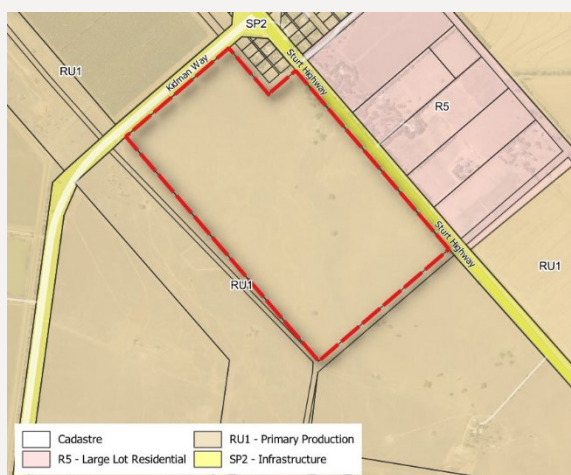 SP2
Kidman Way
Sturt Highway
RU1
R5
Sturt Highway
RU1
RU1
Cadastre
RU1 - Primary Production
R5 - Large Lot Residential
SP2 - Infrastructure